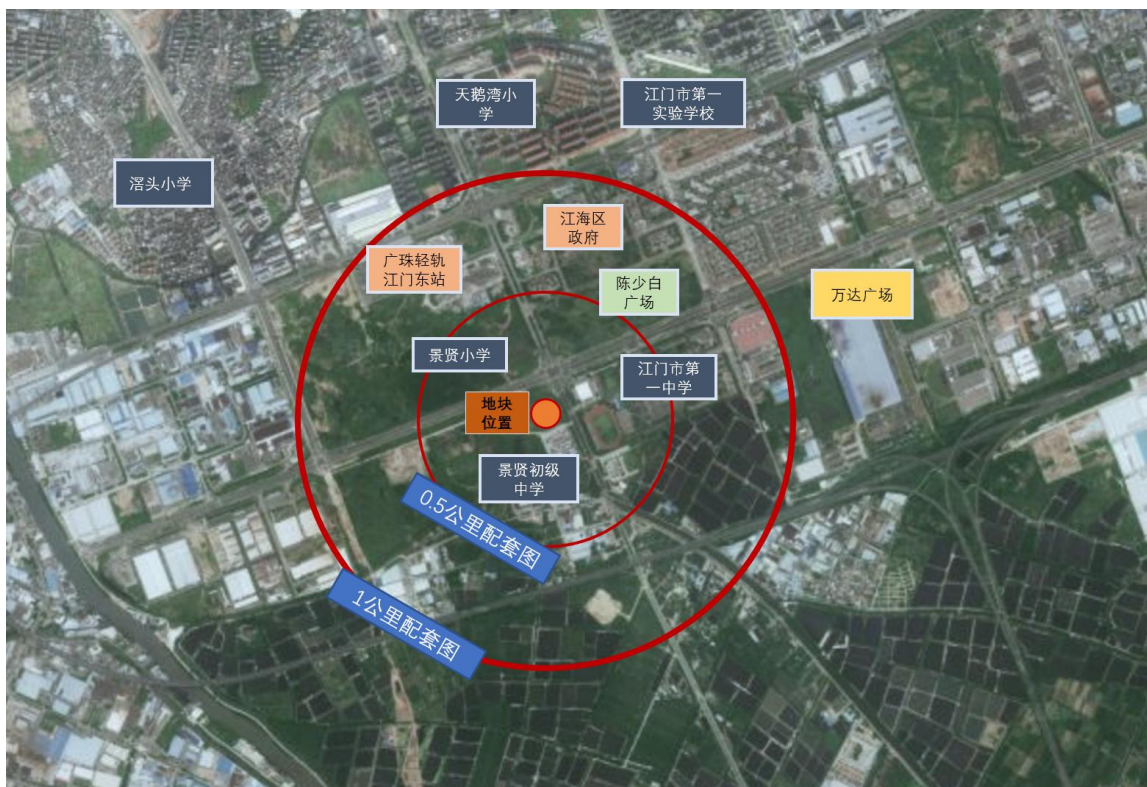 天鹅湾小
学
江门市第一
实验学校
滘头小学
江海区
政府
广珠轻轨
江门东站
陈少白
广场
万达广场
景贤小学
江门市第
一中学
地块
位置
景贤初级
中学
0.5公里配套图
1公里配套图